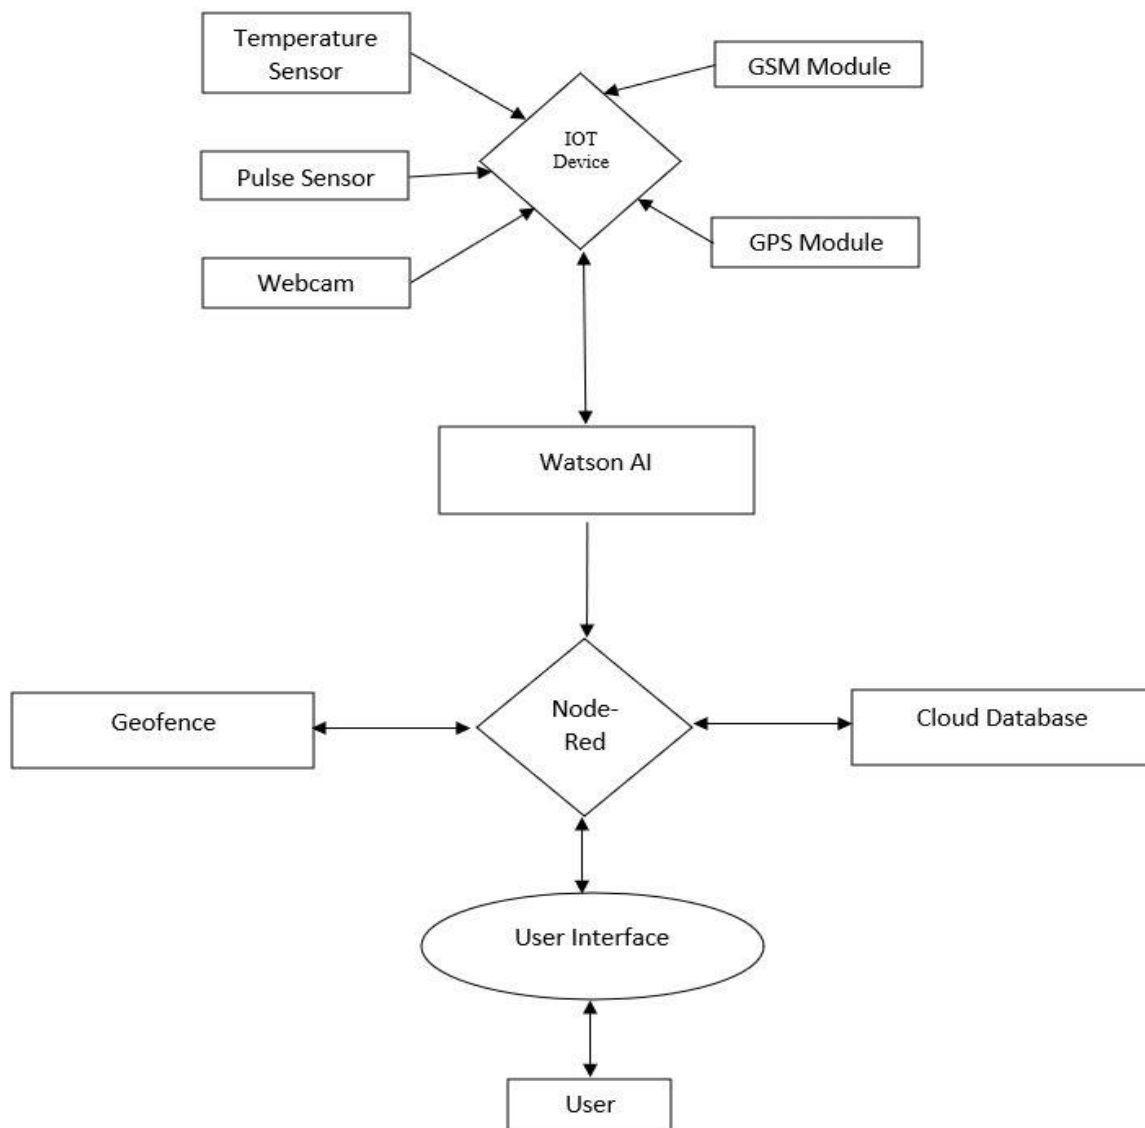 Temperature
Sensor
GSM Module
IOT
Device
Pulse Sensor
GPS Module
Webcam
Watson AI
Geofence
Node-
Red
Cloud Database
User Interface
User